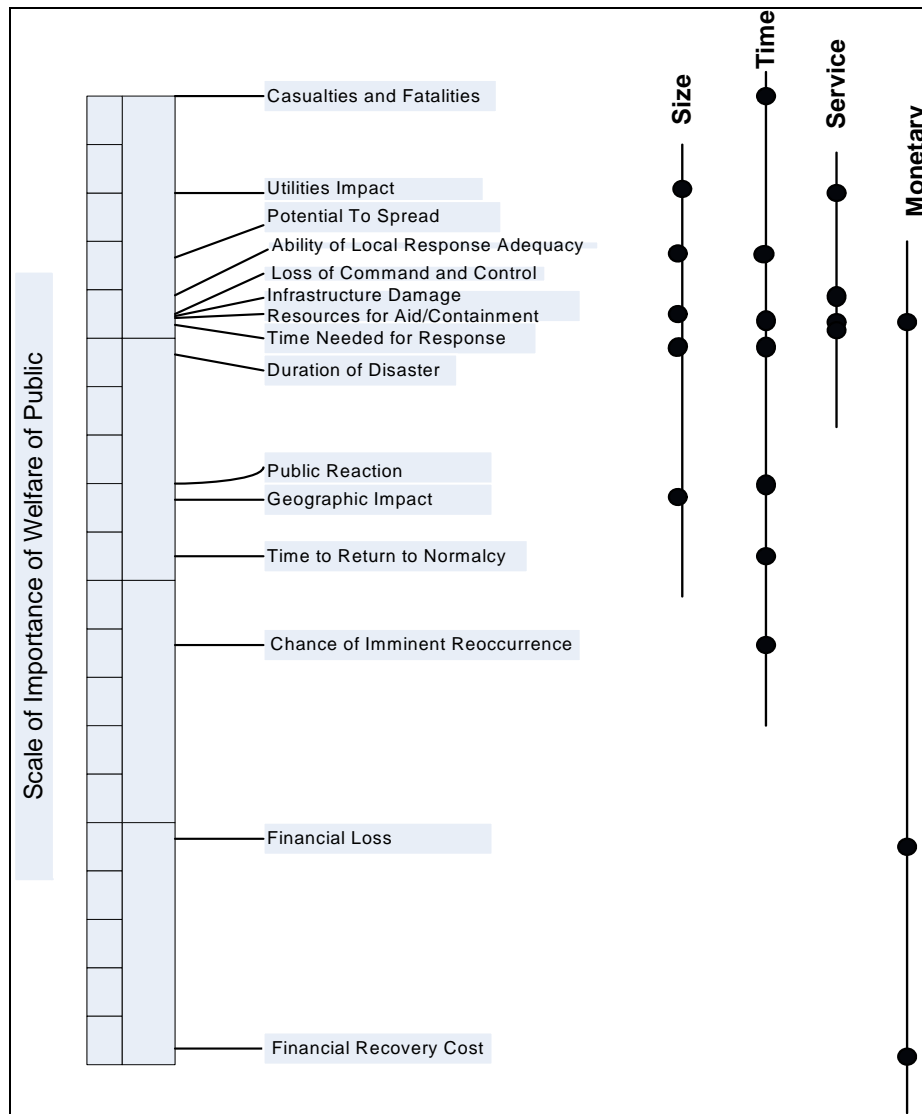 Time
Size
Service
Monetary
Scale of Importance of Welfare of Public
Casualties and Fatalities
Utilities Impact
Potential To Spread
Ability of Local Response Adequacy
Loss of Command and Control
Infrastructure Damage
Resources for Aid/Containment
Time Needed for Response
Duration of Disaster
Public Reaction
Geographic Impact
Time to Return to Normalcy
Chance of Imminent Reoccurrence
Financial Loss
Financial Recovery Cost